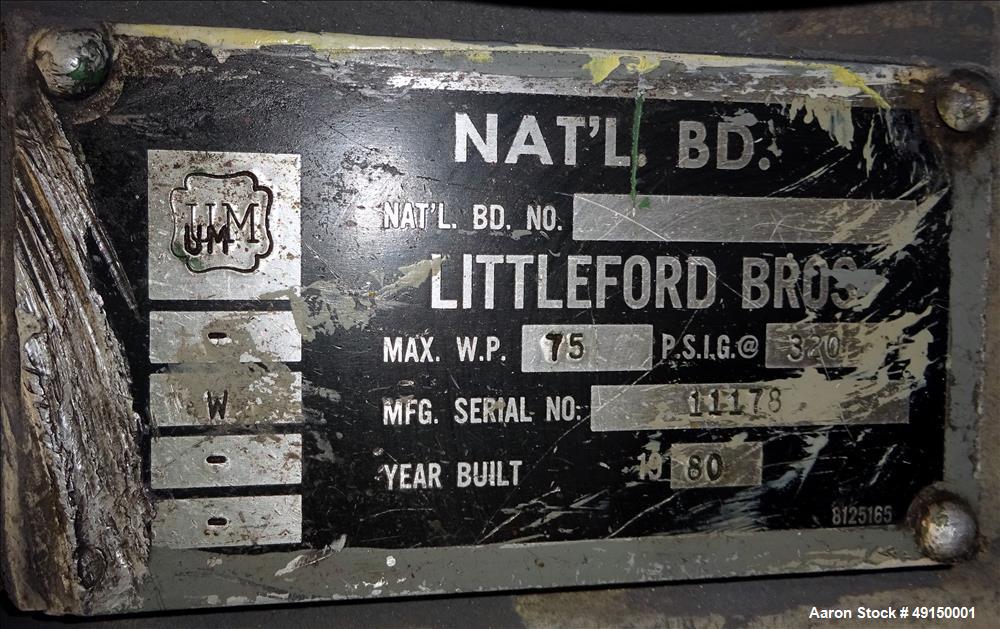 NAT'L. BD.
UM
UM
NAT'L. BD. NO.
LITTLEFORD BROS.
-
MAX. W.P. 75 P.S.I.G.@ 320
W
MFG. SERIAL NO. 11178
-
YEAR BUILT 19 80
-
8125165
Aaron Stock # 49150001